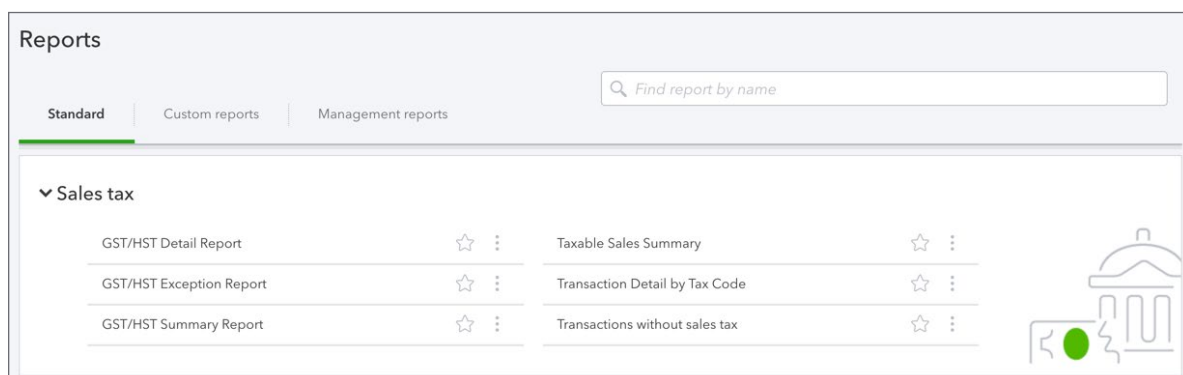 Reports
Find report by name
Standard
Custom reports
Management reports
Sales tax
GST/HST Detail Report
Taxable Sales Summary
GST/HST Exception Report
Transaction Detail by Tax Code
GST/HST Summary Report
Transactions without sales tax